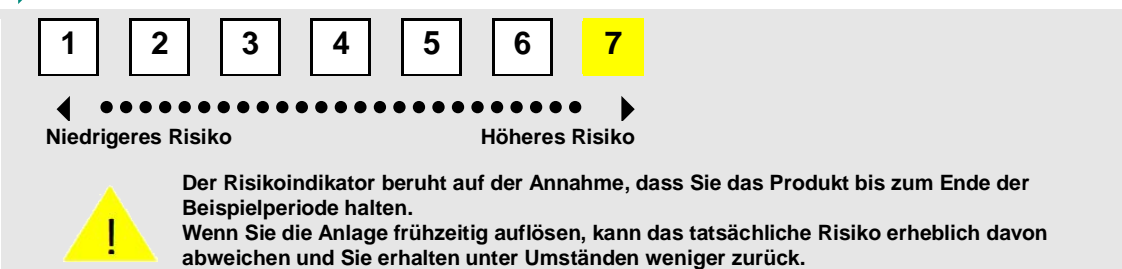 1 2 3 4 5 6 7
Niedrigeres Risiko Höheres Risiko
Der Risikoindikator beruht auf der Annahme, dass Sie das Produkt bis zum Ende der
Beispielperiode halten.
!
Wenn Sie die Anlage frühzeitig auflösen, kann das tatsächliche Risiko erheblich davon
abweichen und Sie erhalten unter Umständen weniger zurück.